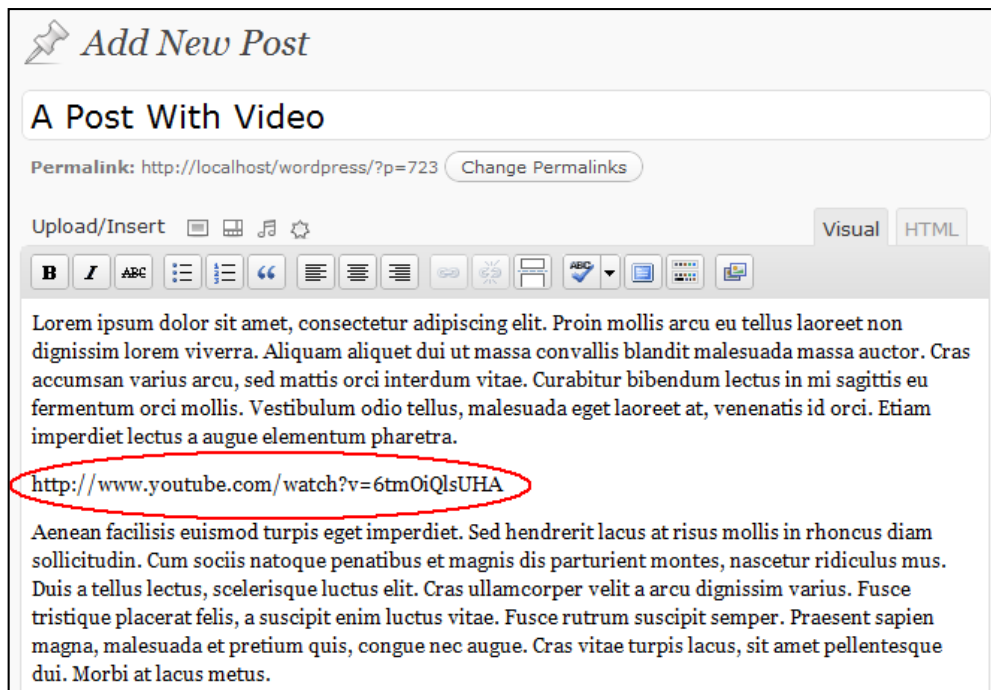 Add New Post
A Post With Video
Permalink: http://localhost/wordpress/?p=723 Change Permalinks
Upload/Insert Visual HTML
B I ABC ABC
Lorem ipsum dolor sit amet, consectetur adipiscing elit. Proin mollis arcu eu tellus laoreet non
dignissim lorem viverra. Aliquam aliquet dui ut massa convallis blandit malesuada massa auctor. Cras
accumsan varius arcu, sed mattis orci interdum vitae. Curabitur bibendum lectus in mi sagittis eu
fermentum orci mollis. Vestibulum odio tellus, malesuada eget laoreet at, venenatis id orci. Etiam
imperdiet lectus a augue elementum pharetra.
http://www.youtube.com/watch?v=6tmOiQlsUHA
Aenean facilisis euismod turpis eget imperdiet. Sed hendrerit lacus at risus mollis in rhoncus diam
sollicitudin. Cum sociis natoque penatibus et magnis dis parturient montes, nascetur ridiculus mus.
Duis a tellus lectus, scelerisque luctus elit. Cras ullamcorper velit a arcu dignissim varius. Fusce
tristique placerat felis, a suscipit enim luctus vitae. Fusce rutrum suscipit semper. Praesent sapien
magna, malesuada et pretium quis, congue nec augue. Cras vitae turpis lacus, sit amet pellentesque
dui. Morbi at lacus metus.